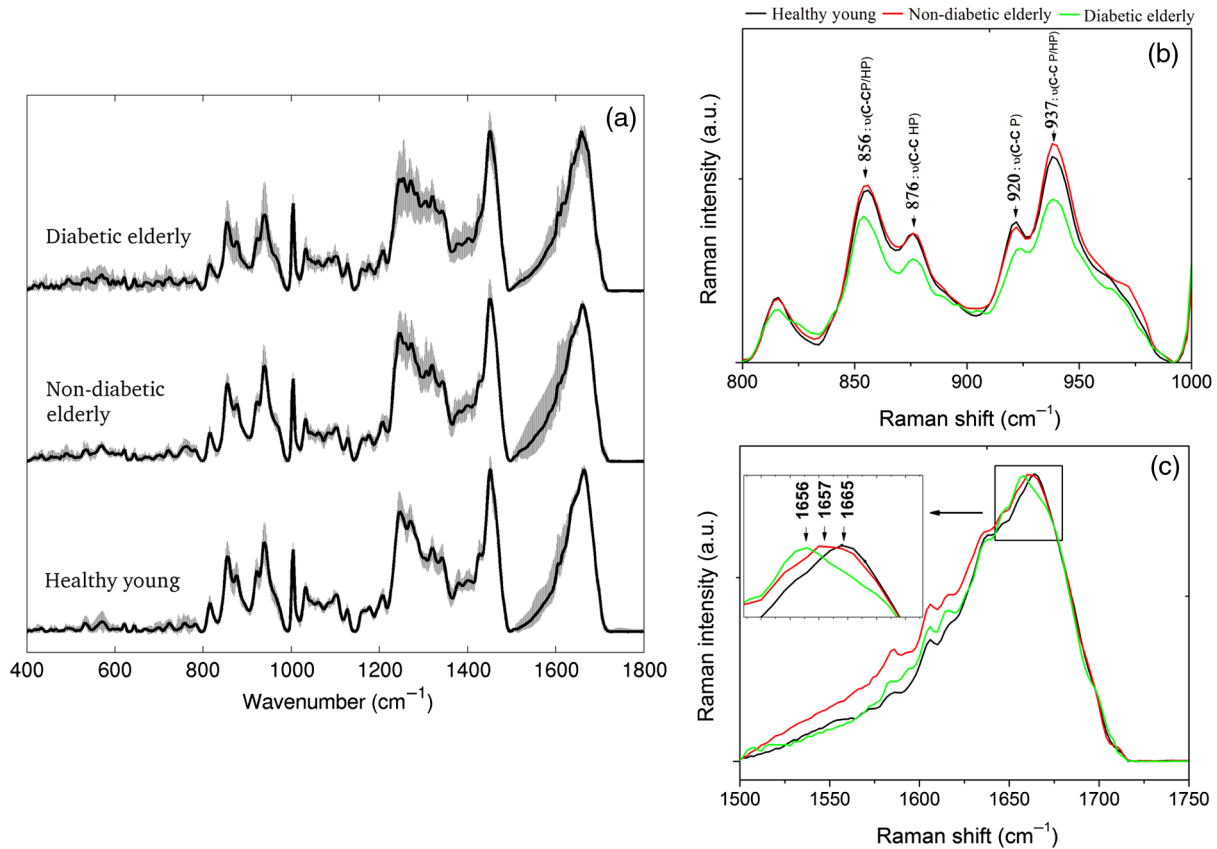 (a)
Diabetic elderly
Non-diabetic
elderly
Healthy young
400 600 800 1000 1200 1400 1600 1800
Wavenumber (cm−1)
Healthy young Non-diabetic elderly Diabetic elderly
(b)
856 : υ(C-CP/HP)
876 : υ(C-C HP)
920 : υ(C-C P)
937 : υ(C-C P/HP)
Raman intensity (a.u.)
800 850 900 950 1000
Raman shift (cm−1)
(c)
1656
1657
1665
Raman intensity (a.u.)
1500 1550 1600 1650 1700 1750
Raman shift (cm−1)